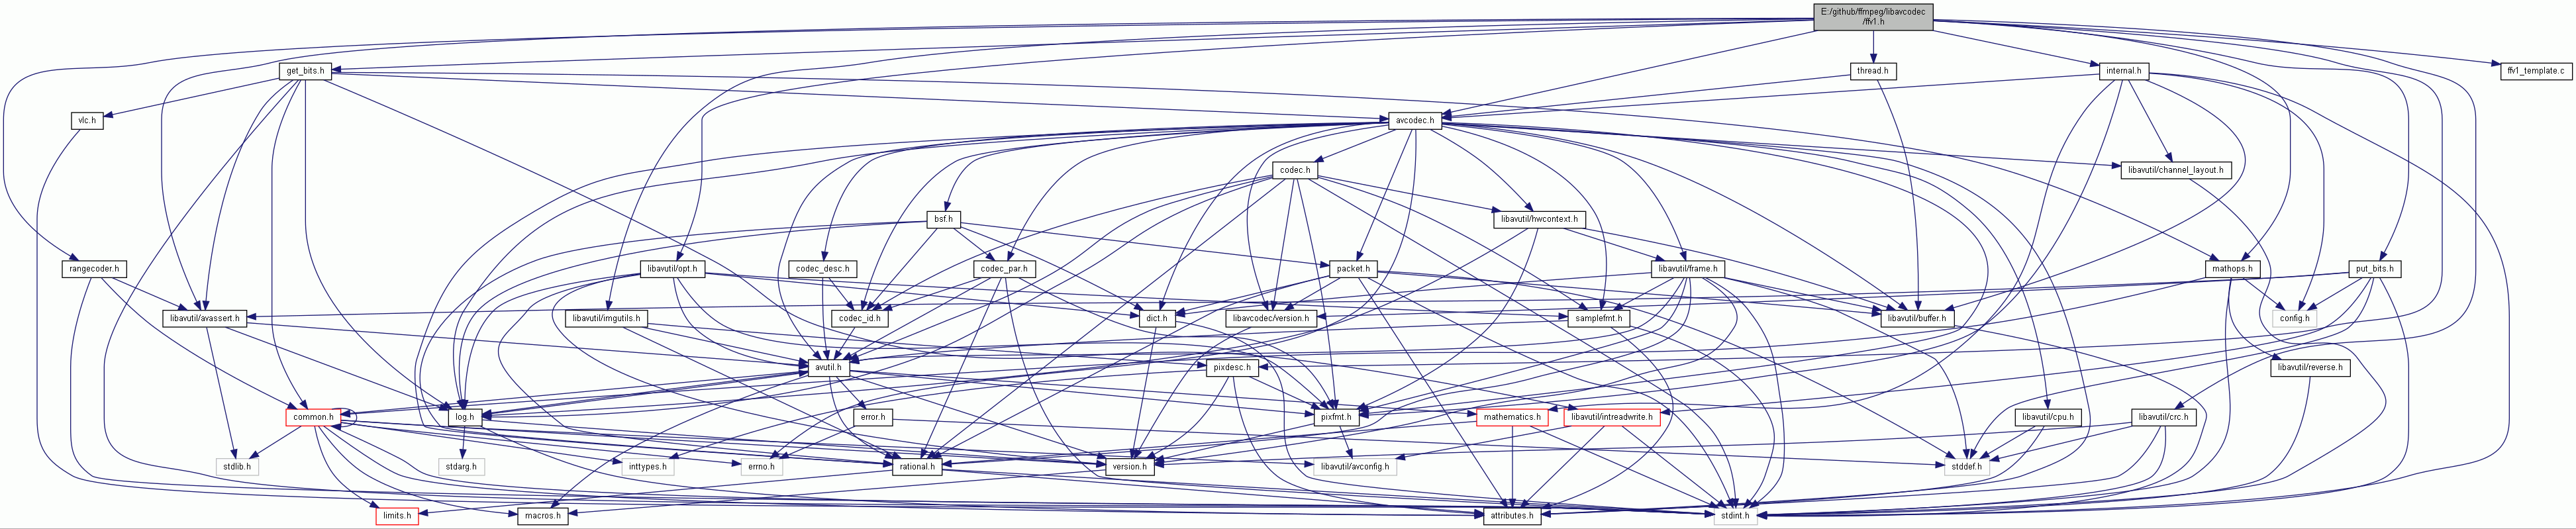 E:/github/ffmpeg/libavcodec
/ffv1.h
get_bits.h
thread.h
internal.h
ffv1_template.c
vlc.h
avcodec.h
codec.h
libavutil/channel_layout.h
bsf.h
libavutil/hwcontext.h
rangecoder.h
libavutil/opt.h
codec_desc.h
codec_par.h
packet.h
libavutil/frame.h
mathops.h
put_bits.h
libavutil/avassert.h
libavutil/imgutils.h
codec_id.h
dict.h
libavcodec/version.h
samplefmt.h
libavutil/buffer.h
config.h
avutil.h
pixdesc.h
libavutil/reverse.h
common.h
log.h
error.h
pixfmt.h
mathematics.h
libavutil/intreadwrite.h
libavutil/cpu.h
libavutil/crc.h
stdlib.h
stdarg.h
inttypes.h
errno.h
rational.h
version.h
libavutil/avconfig.h
stddef.h
limits.h
macros.h
attributes.h
stdint.h